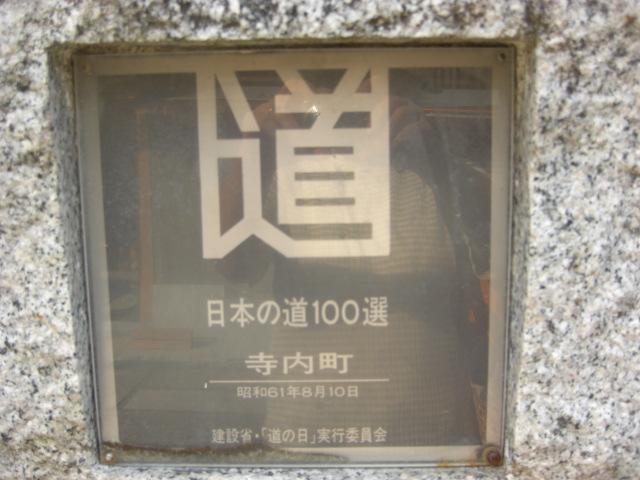 道
日本の道100選
寺内町
昭和61年8月10日
建設省・「道の日」実行委員会